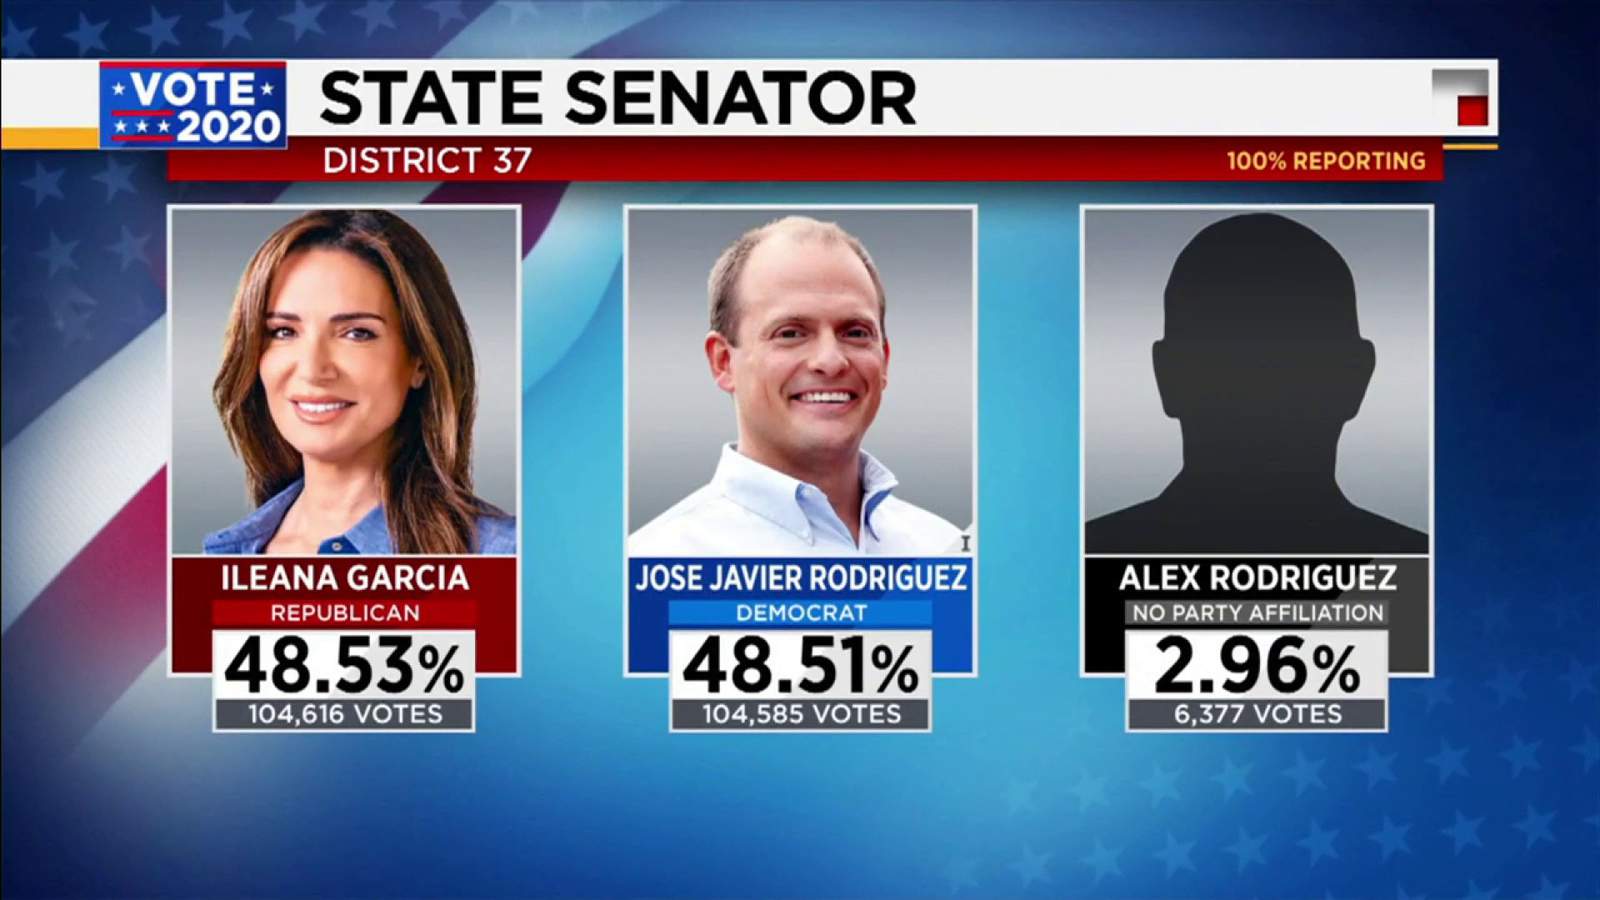 VOTE
2020
STATE SENATOR
DISTRICT 37
100% REPORTING
ILEANA GARCIA
REPUBLICAN
48.53%
104,616 VOTES
JOSE JAVIER RODRIGUEZ
DEMOCRAT
48.51%
104,585 VOTES
ALEX RODRIGUEZ
NO PARTY AFFILIATION
2.96%
6,377 VOTES